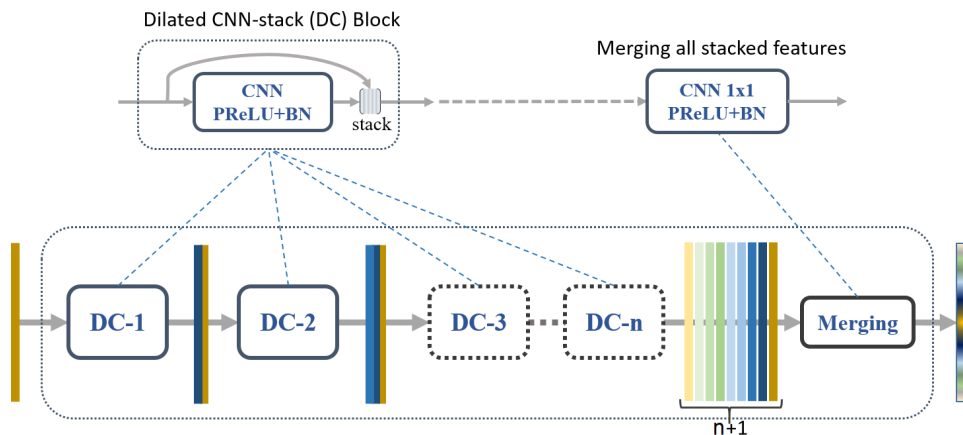 Dilated CNN-stack (DC) Block
Merging all stacked features
CNN
PReLU+BN
stack
CNN 1x1
PReLU+BN
DC-1
DC-2
DC-3
DC-n
Merging
n+1